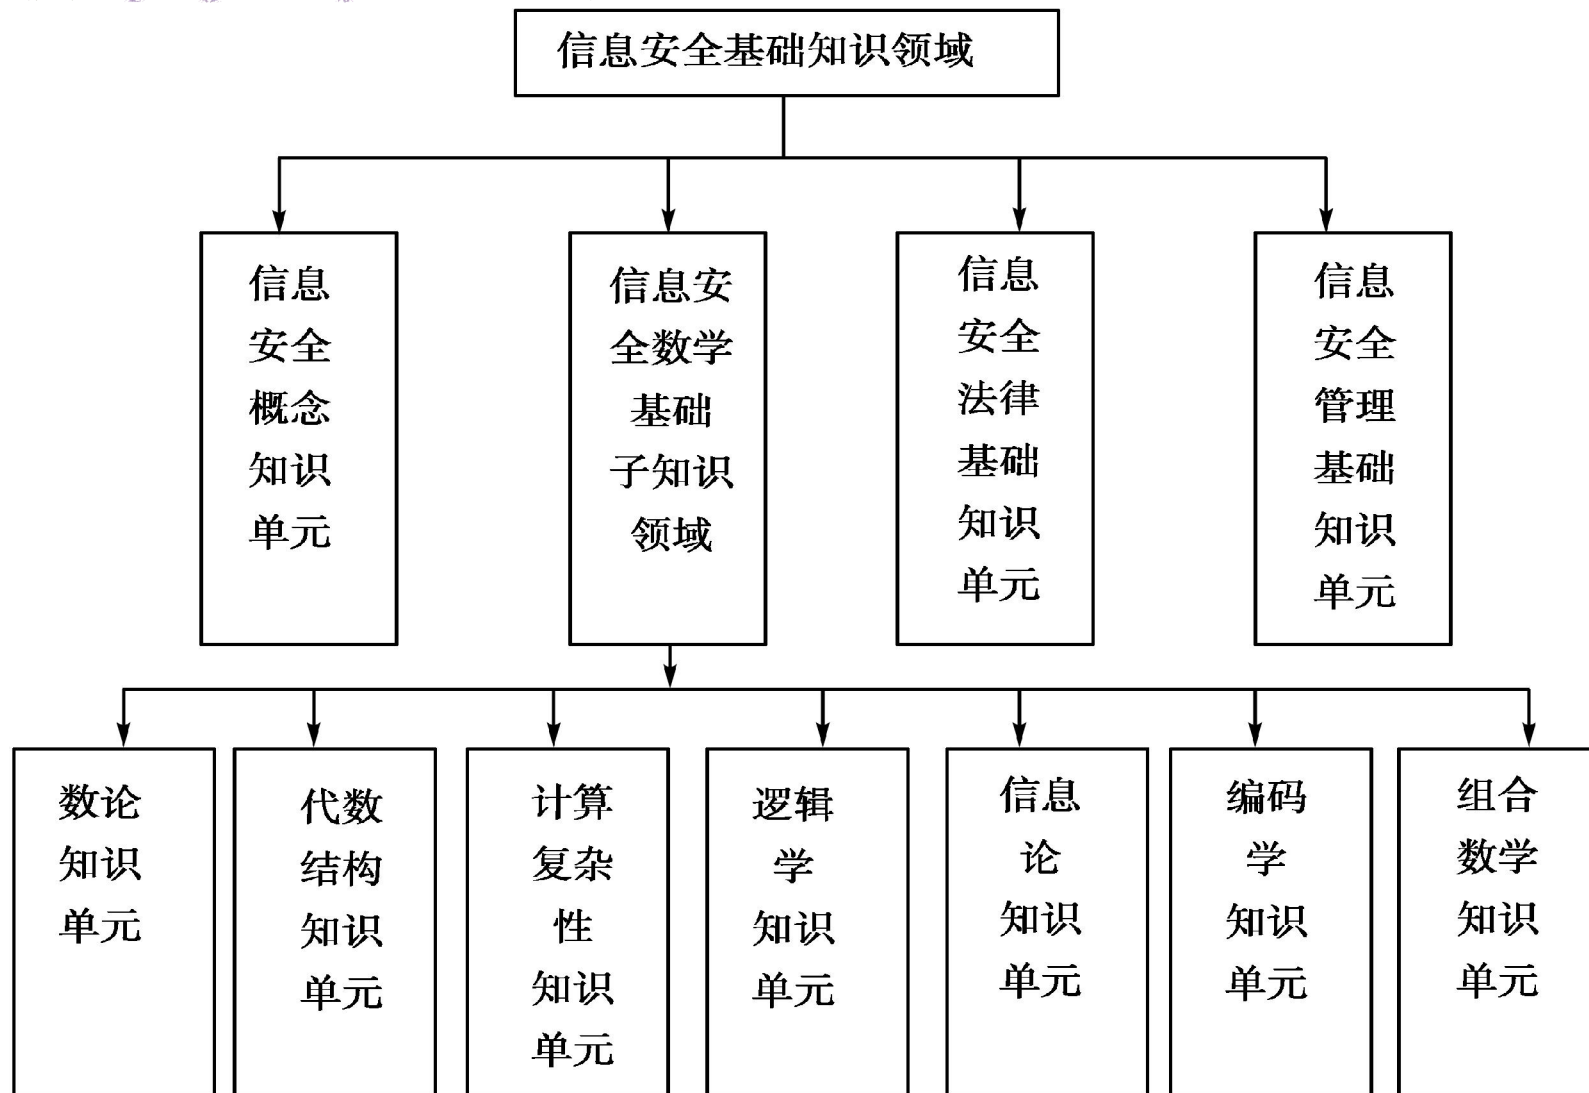 信息安全基础知识领域
信息
安全
概念
知识
单元
信息安
全数学
基础
子知识
领域
信息
安全
法律
基础
知识
单元
信息
安全
管理
基础
知识
单元
数论
知识
单元
代数
结构
知识
单元
计算
复杂
性
知识
单元
逻辑
学
知识
单元
信息
论
知识
单元
编码
学
知识
单元
组合
数学
知识
单元